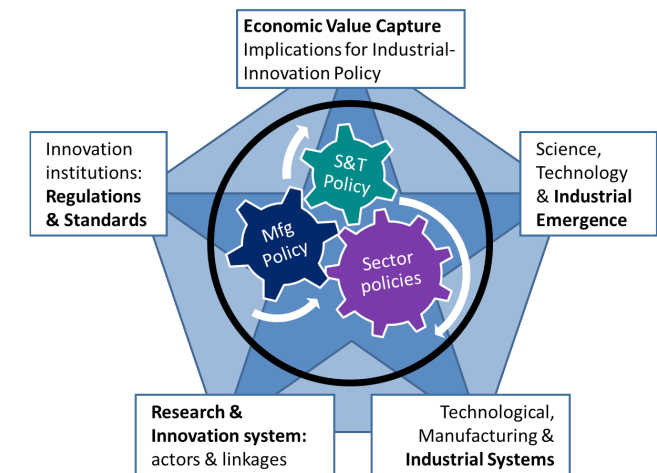 Economic Value Capture
Implications for Industrial-
Innovation Policy
Innovation
institutions:
Regulations
& Standards
Science,
Technology
& Industrial
Emergence
S&T
Policy
Mfg
Policy
Sector
policies
Research &
Innovation system:
actors & linkages
Technological,
Manufacturing &
Industrial Systems